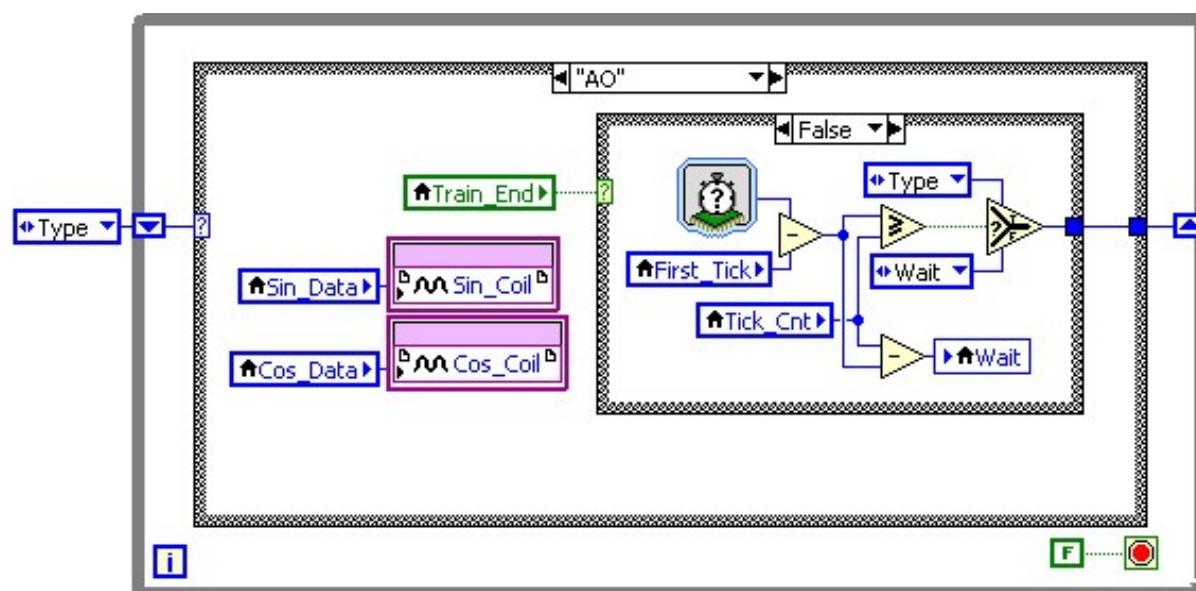 "AO"
False
Type
Train_End
Type
Sin_Data
Sin_Coil
First_Tick
Wait
Tick_Cnt
Cos_Data
Cos_Coil
Wait
i
F